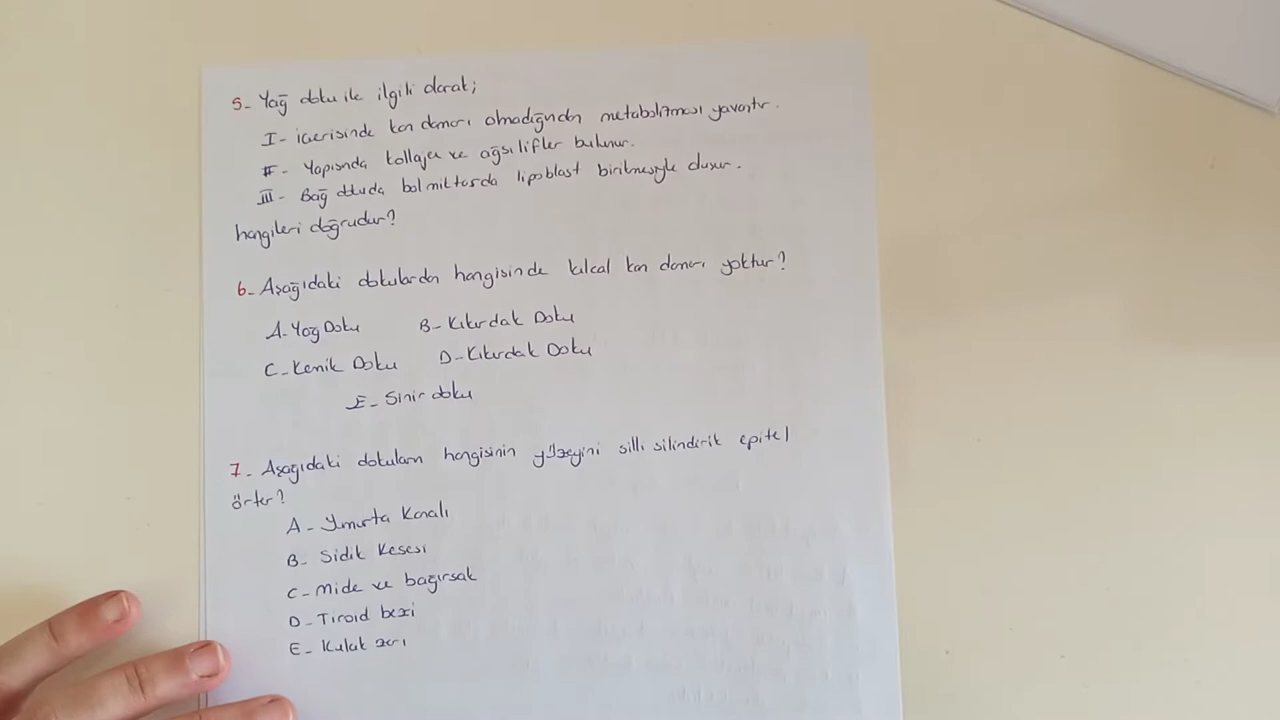 5- Yağ doku ile ilgili olarak;
I- içerisinde kan damarı olmadığından metabolizması yavaştır.
II- Yapısında kollajen ve ağsı lifler bulunur.
III- Bağ dokuda bol miktarda lipoblast birikmesiyle oluşur.
hangileri doğrudur?
6- Aşağıdaki dokulardan hangisinde kılcal kan damarı yoktur?
A- Yağ Doku B- Kıkırdak Doku
C- Kemik Doku D- Kıkırdak Doku
E- Sinir doku
7- Aşağıdaki dokuların hangisinin yüzeyini silli silindirik epitel
örter?
A- Yumurta Kanalı
B- Sidik Kesesi
C- Mide ve bağırsak
D- Tiroid bezi
E- Kulak zarı